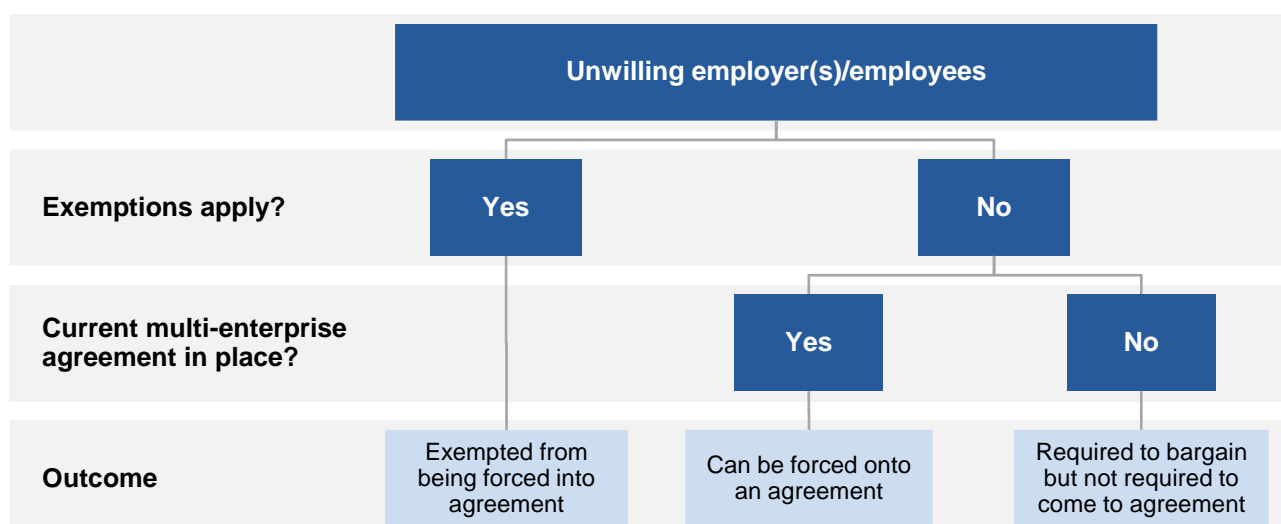 Unwilling employer(s)/employees
Exemptions apply?
Yes
No
Current multi-enterprise
agreement in place?
Yes
No
Outcome
Exempted from
being forced into
agreement
Can be forced onto
an agreement
Required to bargain
but not required to
come to agreement